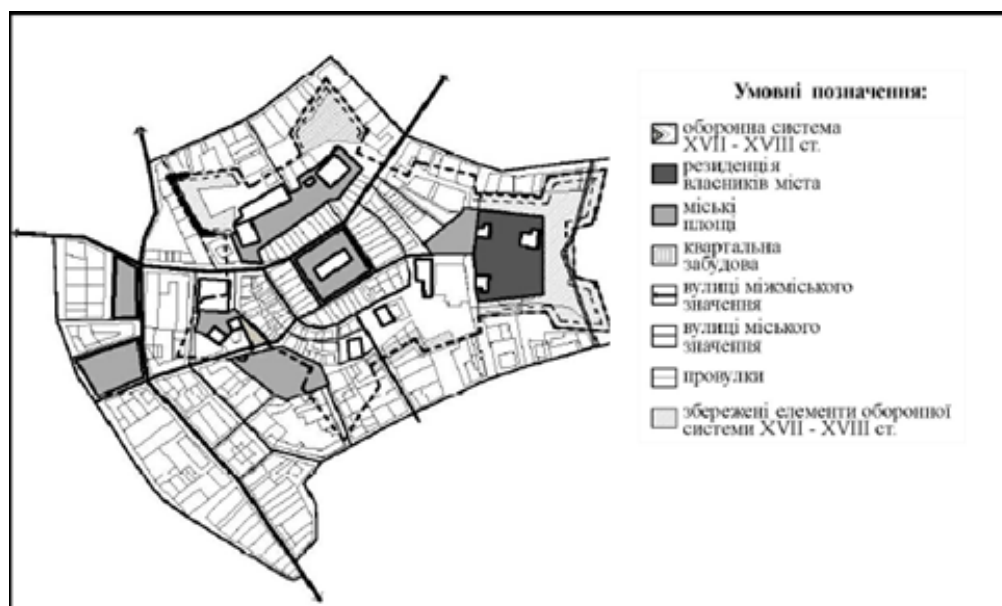 Умовні позначення:
оборонна система
XVII - XVIII ст.
резиденція
власників міста
міські
площі
квартальна
забудова
вулиці міжміського
значення
вулиці міського
значення
провулки
збережені елементи оборонної
системи XVII - XVIII ст.